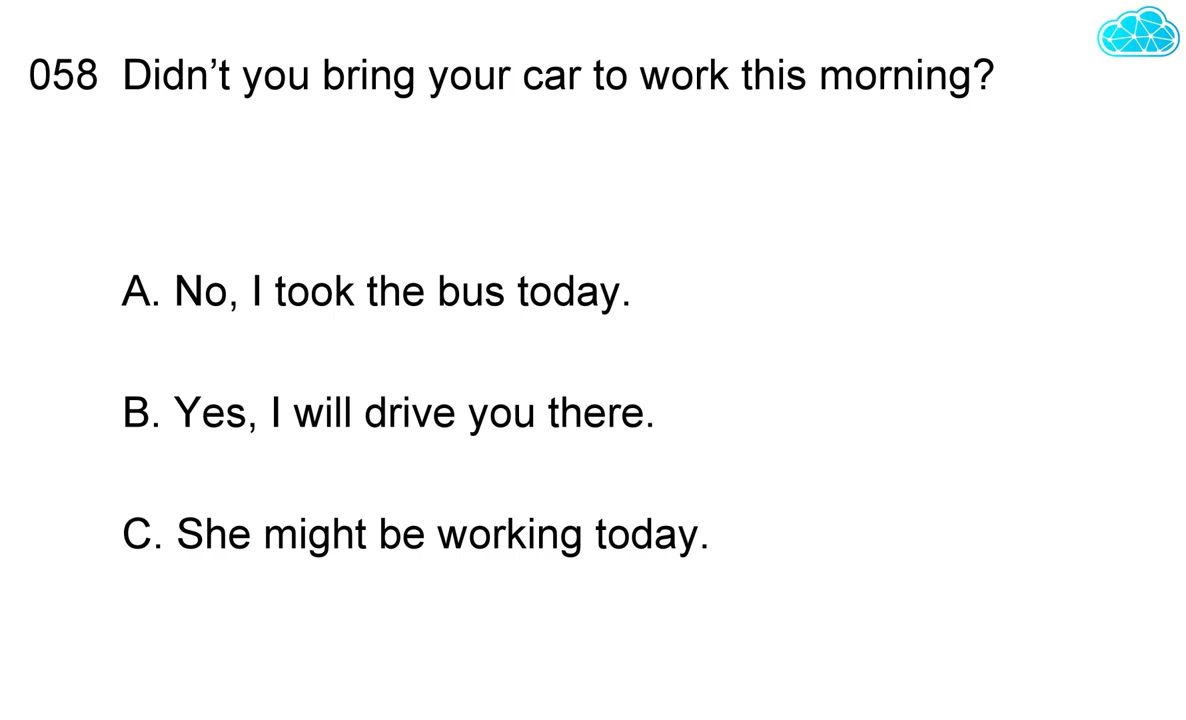 058 Didn’t you bring your car to work this morning?
A. No, I took the bus today.
B. Yes, I will drive you there.
C. She might be working today.